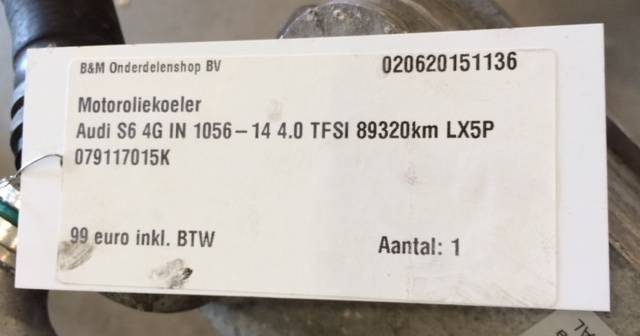 B&M Onderdelenshop BV 020620151136
Motoroliekoeler
Audi S6 4G IN 1056-14 4.0 TFSI 89320km LX5P
079117015K
99 euro inkl. BTW Aantal: 1